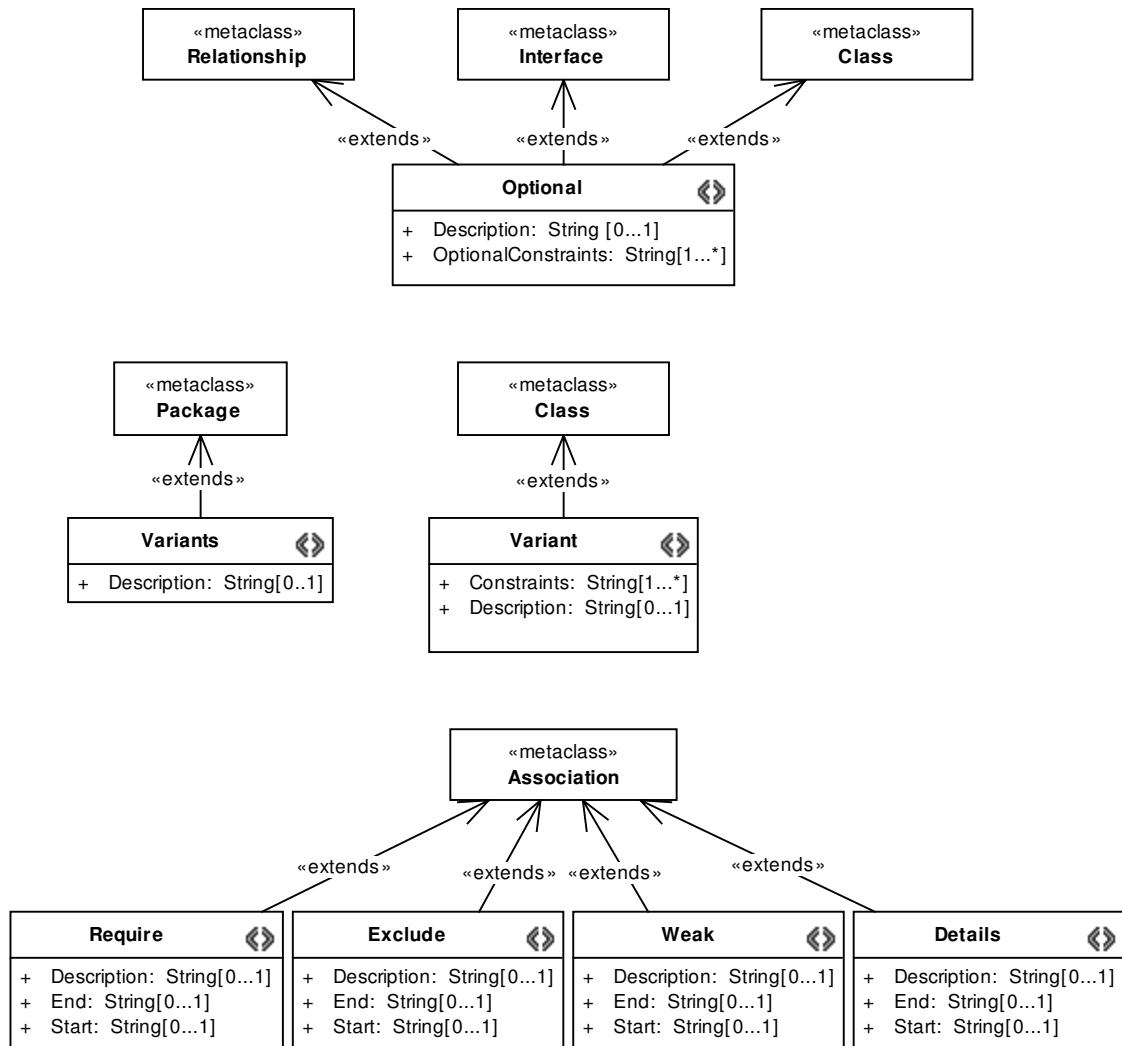 «metaclass»
Relationship
«metaclass»
Interface
«metaclass»
Class
«extends»
«extends»
«extends»
Optional
+ Description: String [0...1]
+ OptionalConstraints: String[1...*]
«metaclass»
Package
«metaclass»
Class
«extends»
«extends»
Variants
+ Description: String[0..1]
Variant
+ Constraints: String[1...*]
+ Description: String[0...1]
«metaclass»
Association
«extends»
«extends»
«extends»
«extends»
Require
+ Description: String[0...1]
+ End: String[0...1]
+ Start: String[0...1]
Exclude
+ Description: String[0...1]
+ End: String[0...1]
+ Start: String[0...1]
Weak
+ Description: String[0...1]
+ End: String[0...1]
+ Start: String[0...1]
Details
+ Description: String[0...1]
+ End: String[0...1]
+ Start: String[0...1]